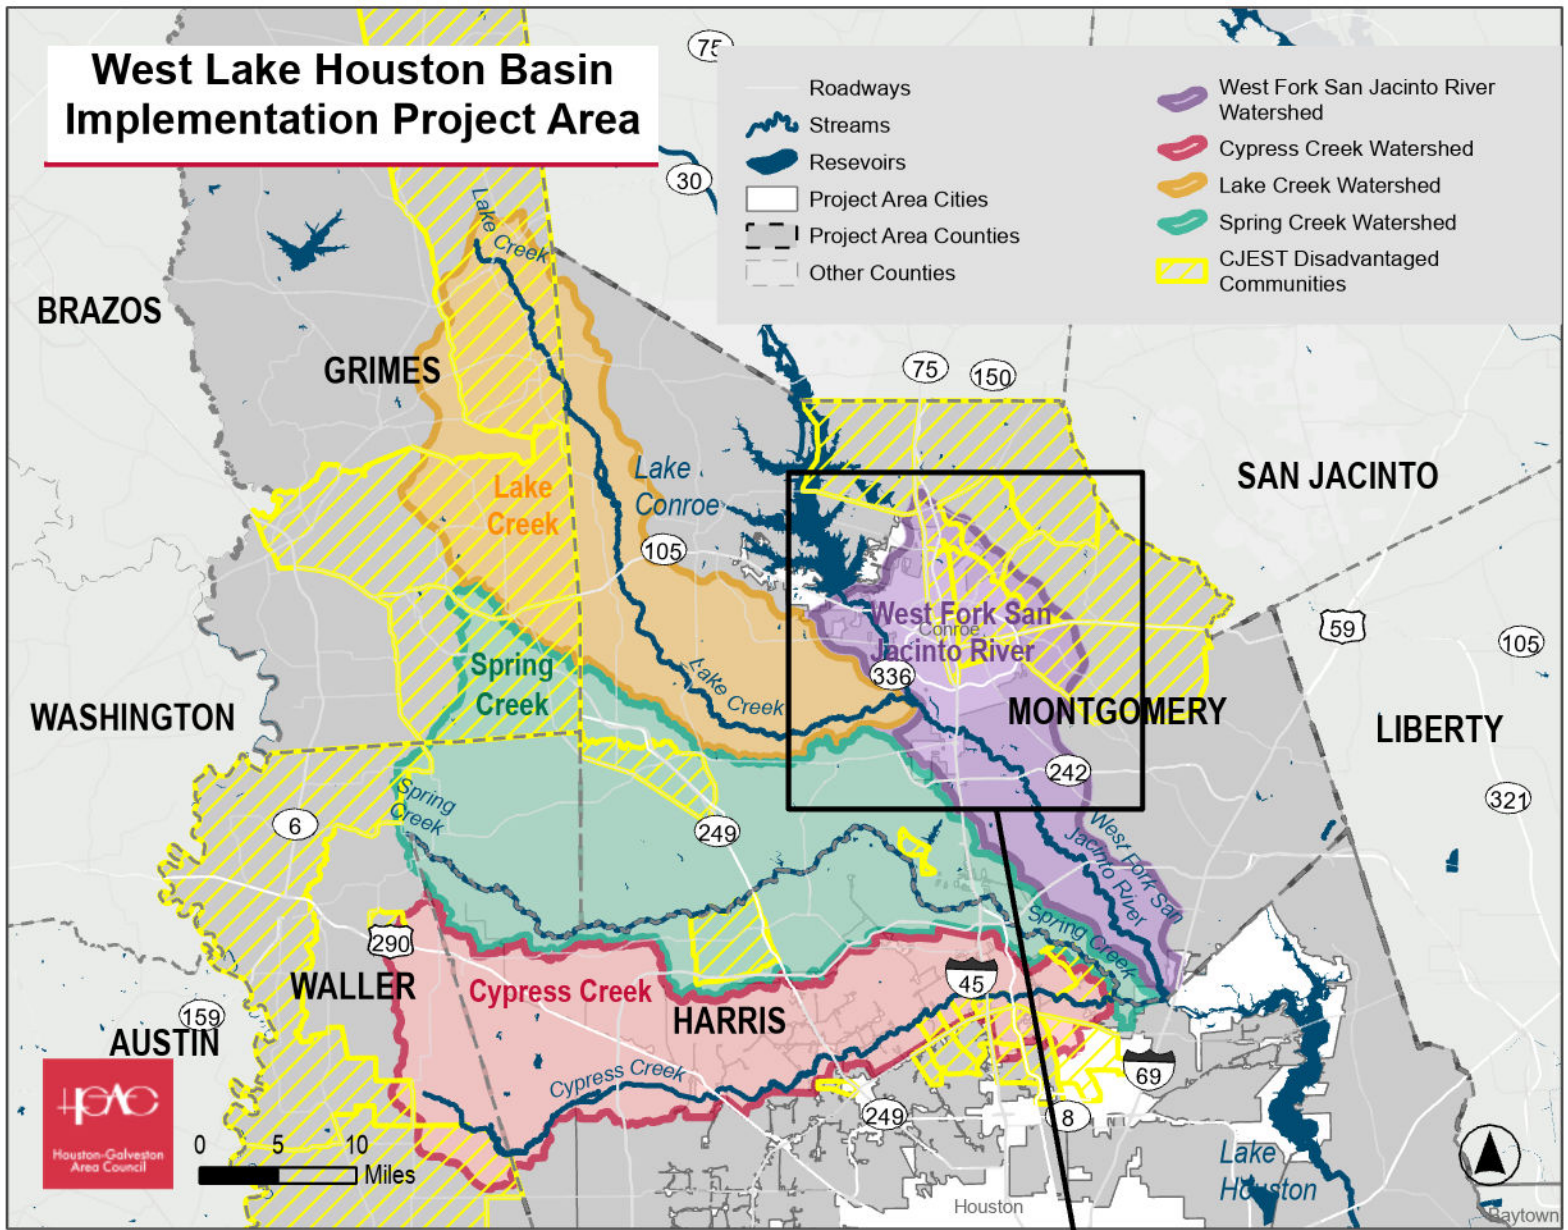 West Lake Houston Basin
Implementation Project Area
75
30
Roadways
Streams
Resevoirs
Project Area Cities
Project Area Counties
Other Counties
West Fork San Jacinto River
Watershed
Cypress Creek Watershed
Lake Creek Watershed
Spring Creek Watershed
CJEST Disadvantaged
Communities
Lake
Creek
BRAZOS
GRIMES
75
150
Lake
Conroe
SAN JACINTO
Lake
Creek
105
West Fork San
Conroe
Jacinto River
59
105
Spring
Creek
Lake Creek
336
WASHINGTON
MONTGOMERY
LIBERTY
242
Spring
Creek
6
249
321
West Fork San
Jacinto River
290
Spring Creek
WALLER
Cypress Creek
45
HARRIS
159
AUSTIN
Cypress Creek
69
249
8
Houston-Galveston
Area Council
0 5 10
Miles
Lake
Houston
Houston
Baytown